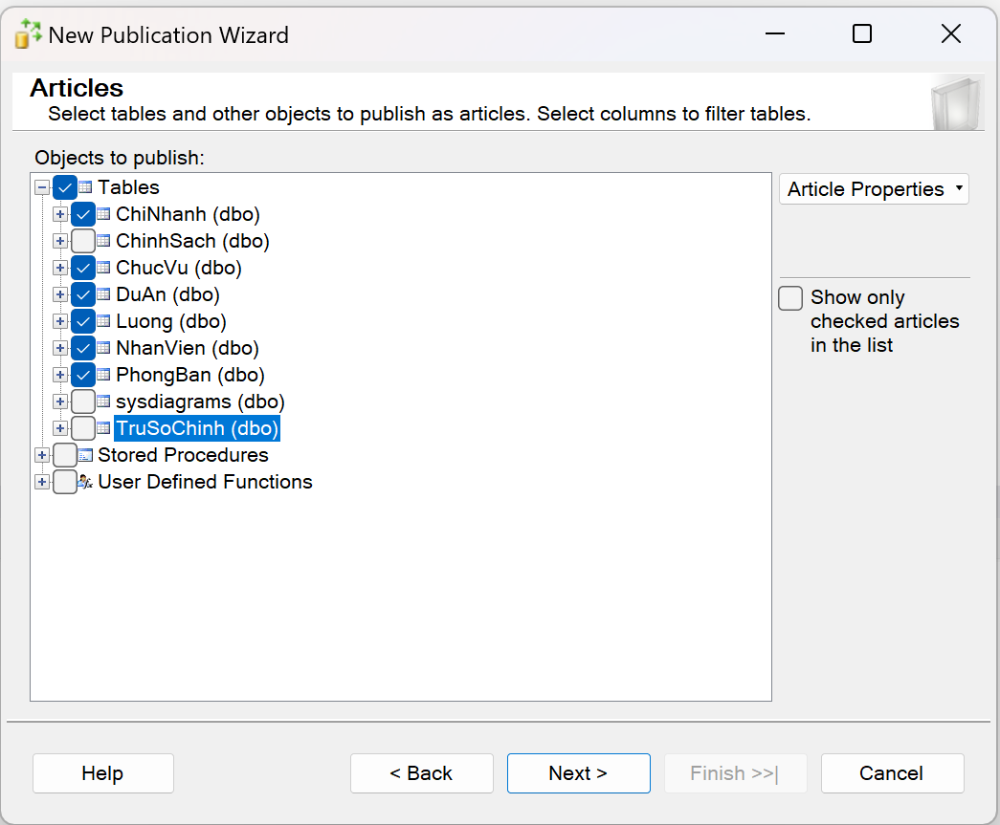 New Publication Wizard
Articles
Select tables and other objects to publish as articles. Select columns to filter tables.
Objects to publish:
Tables
ChiNhanh (dbo)
ChinhSach (dbo)
ChucVu (dbo)
DuAn (dbo)
Luong (dbo)
NhanVien (dbo)
PhongBan (dbo)
sysdiagrams (dbo)
TruSoChinh (dbo)
Stored Procedures
User Defined Functions
Article Properties
Show only
checked articles
in the list
Help
< Back
Next >
Finish >>|
Cancel